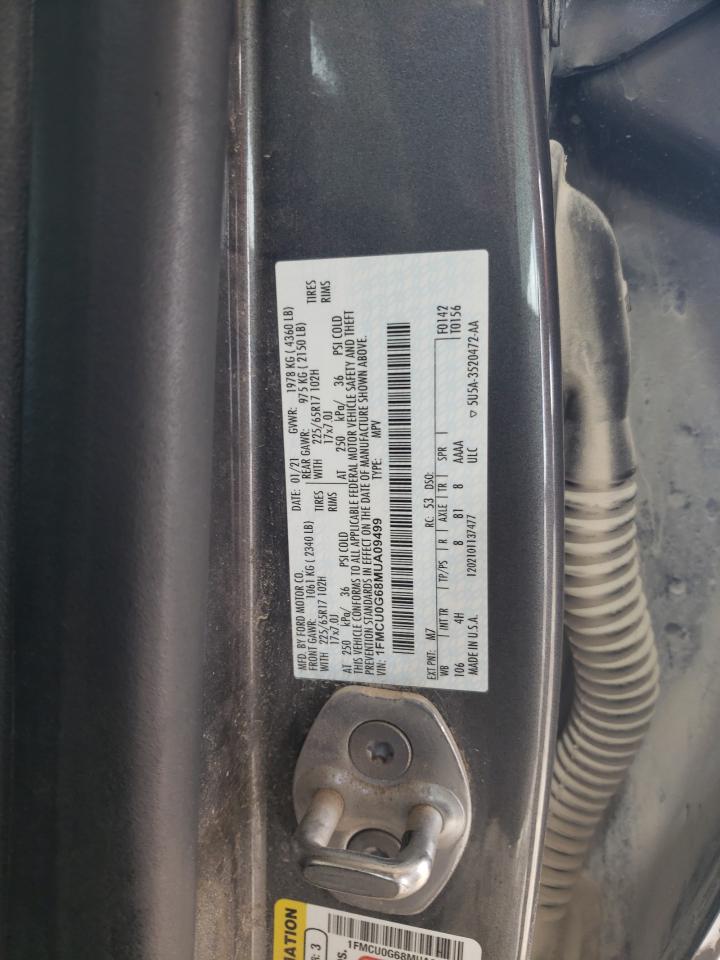 MFD. BY FORD MOTOR CO. DATE: 01/21 GVWR: 1978 KG ( 4360 LB)
FRONT GAWR: 1061 KG ( 2340 LB) REAR GAWR: 975 KG ( 2150 LB)
WITH 225/65R17 102H TIRES WITH 225/65R17 102H TIRES
17x7.0J RIMS 17x7.0J RIMS
AT 250 kPa/ 36 PSI COLD AT 250 kPa/ 36 PSI COLD
THIS VEHICLE CONFORMS TO ALL APPLICABLE FEDERAL MOTOR VEHICLE SAFETY AND THEFT
PREVENTION STANDARDS IN EFFECT ON THE DATE OF MANUFACTURE SHOWN ABOVE.
VIN: 1FMCU0G68MUA09499 TYPE: MPV
EXT PNT: M7 RC: 53 DSO: F0142
WB INT TR TP/PS R AXLE TR SPR T0156
106 4H 8 81 8 AAAA
MADE IN U.S.A. 1202101137477 ULC ▽ 5U5A-3520472-AA
1FMCU0G68MUA
: 3